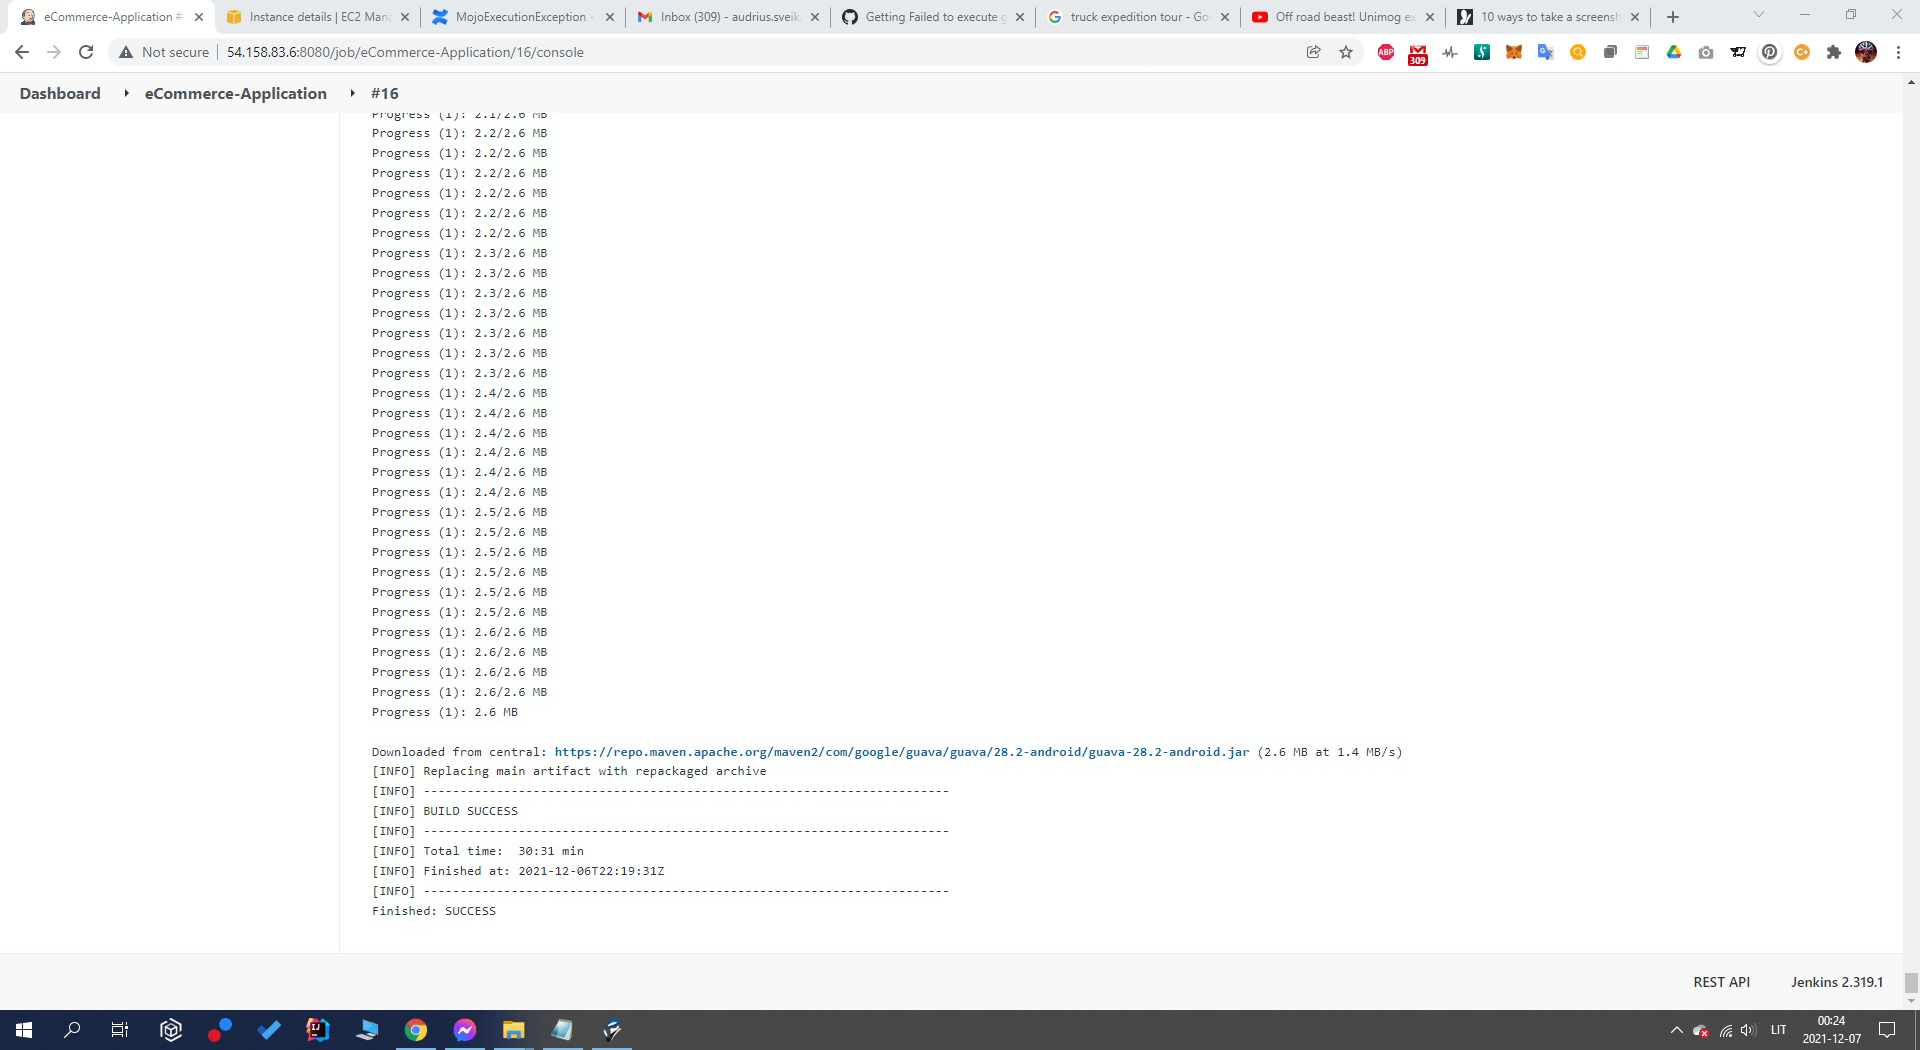 eCommerce-Application #
Instance details | EC2 Man
MojoExecutionException -
Inbox (309) - audrius.sveik
Getting Failed to execute g
truck expedition tour - Go
Off road beast! Unimog ex
10 ways to take a screensh
Not secure
54.158.83.6:8080/job/eCommerce-Application/16/console
ABP
309
Dashboard
eCommerce-Application
#16
Progress (1): 2.1/2.6 MB
Progress (1): 2.2/2.6 MB
Progress (1): 2.2/2.6 MB
Progress (1): 2.2/2.6 MB
Progress (1): 2.2/2.6 MB
Progress (1): 2.2/2.6 MB
Progress (1): 2.2/2.6 MB
Progress (1): 2.3/2.6 MB
Progress (1): 2.3/2.6 MB
Progress (1): 2.3/2.6 MB
Progress (1): 2.3/2.6 MB
Progress (1): 2.3/2.6 MB
Progress (1): 2.3/2.6 MB
Progress (1): 2.3/2.6 MB
Progress (1): 2.4/2.6 MB
Progress (1): 2.4/2.6 MB
Progress (1): 2.4/2.6 MB
Progress (1): 2.4/2.6 MB
Progress (1): 2.4/2.6 MB
Progress (1): 2.4/2.6 MB
Progress (1): 2.5/2.6 MB
Progress (1): 2.5/2.6 MB
Progress (1): 2.5/2.6 MB
Progress (1): 2.5/2.6 MB
Progress (1): 2.5/2.6 MB
Progress (1): 2.5/2.6 MB
Progress (1): 2.6/2.6 MB
Progress (1): 2.6/2.6 MB
Progress (1): 2.6/2.6 MB
Progress (1): 2.6/2.6 MB
Progress (1): 2.6 MB
Downloaded from central: https://repo.maven.apache.org/maven2/com/google/guava/guava/28.2-android/guava-28.2-android.jar (2.6 MB at 1.4 MB/s)
[INFO] Replacing main artifact with repackaged archive
[INFO] ------------------------------------------------------------------------
[INFO] BUILD SUCCESS
[INFO] ------------------------------------------------------------------------
[INFO] Total time:  30:31 min
[INFO] Finished at: 2021-12-06T22:19:31Z
[INFO] ------------------------------------------------------------------------
Finished: SUCCESS
REST API
Jenkins 2.319.1
LIT
00:24
2021-12-07